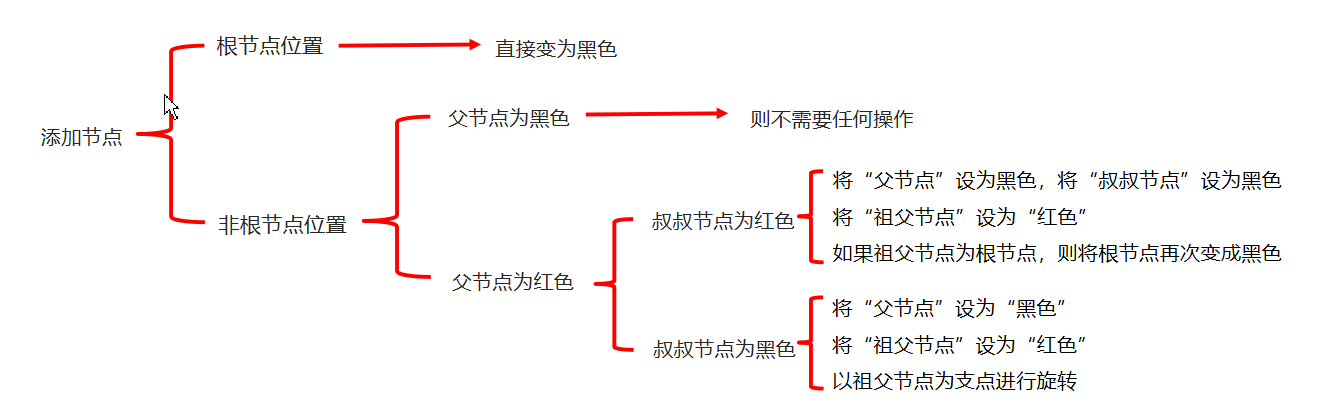 添加节点
根节点位置
直接变为黑色
非根节点位置
父节点为黑色
则不需要任何操作
父节点为红色
叔叔节点为红色
将“父节点”设为黑色，将“叔叔节点”设为黑色
将“祖父节点”设为“红色”
如果祖父节点为根节点，则将根节点再次变成黑色
叔叔节点为黑色
将“父节点”设为“黑色”
将“祖父节点”设为“红色”
以祖父节点为支点进行旋转